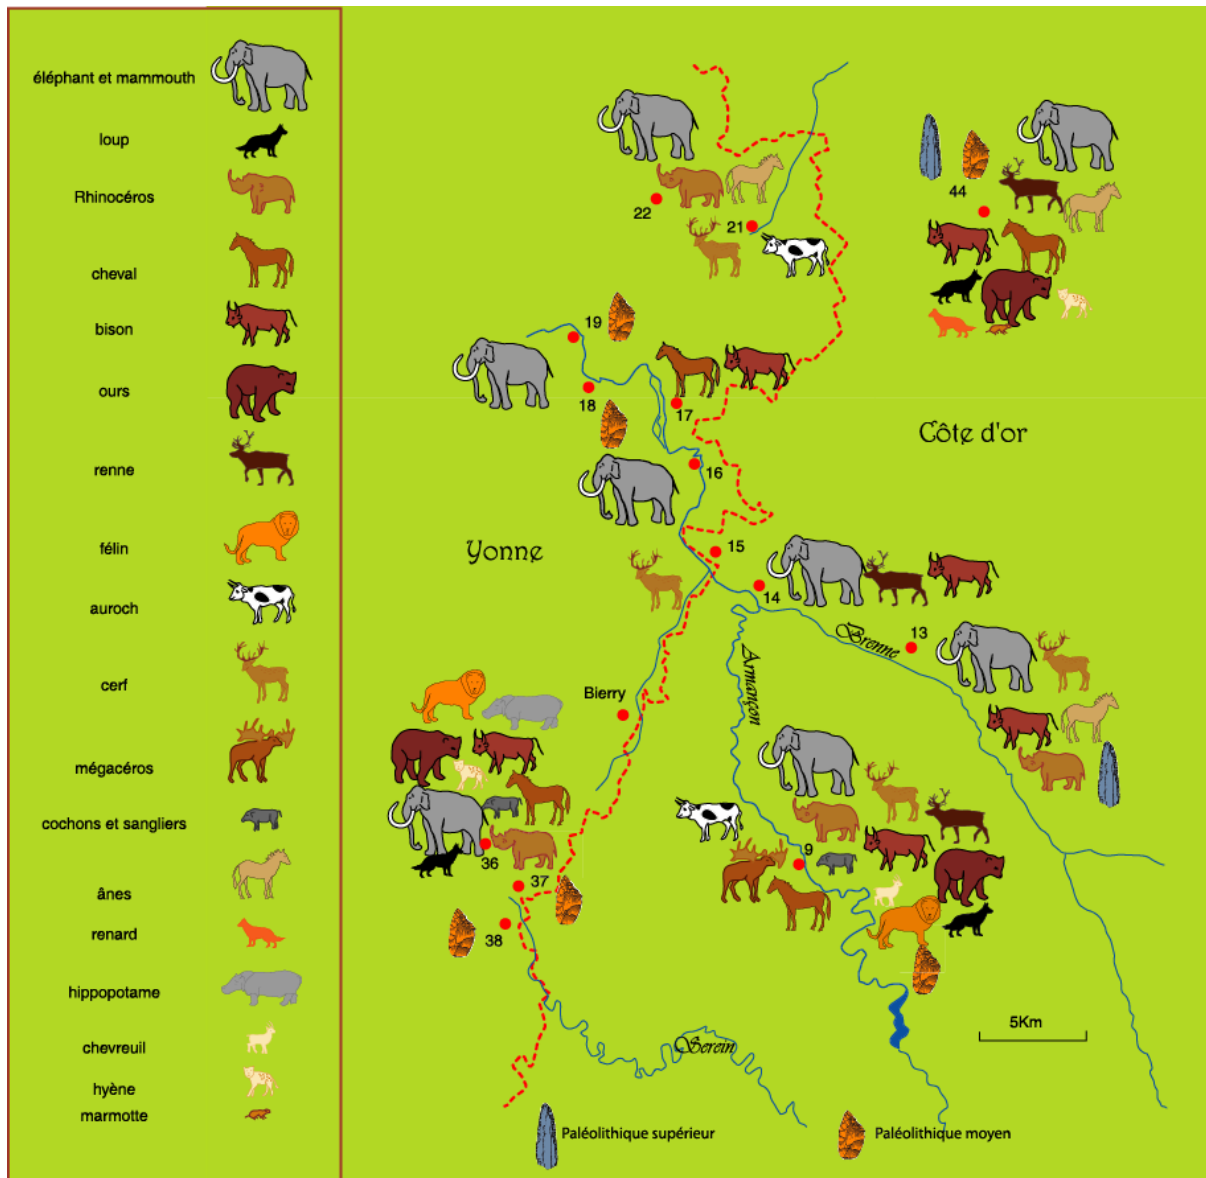 éléphant et mammouth
loup
Rhinocéros
cheval
bison
ours
renne
félin
auroch
cerf
mégacéros
cochons et sangliers
ânes
renard
hippopotame
chevreuil
hyène
marmotte
44
22
21
19
18
17
Côte d'or
16
Yonne
15
14
Brenne
13
Armançon
Bierry
9
36
37
38
5Km
Serein
Paléolithique supérieur
Paléolithique moyen